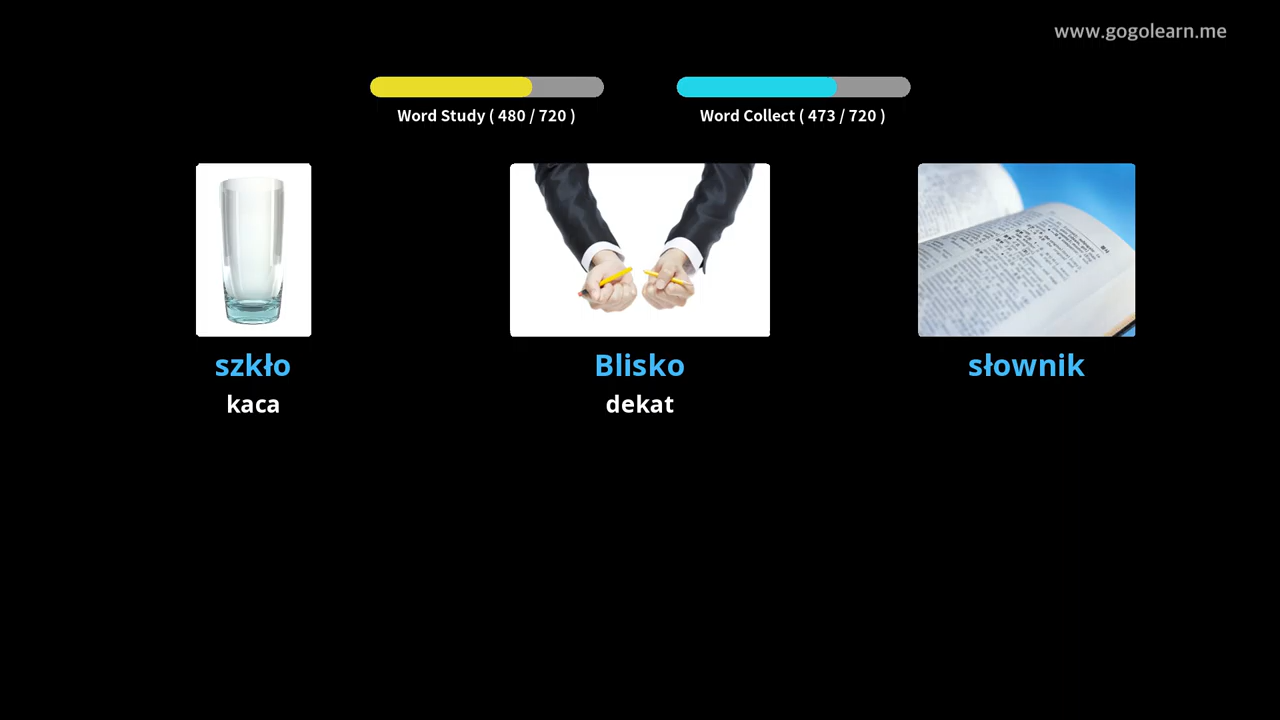 www.gogolearn.me
Word Study ( 480 / 720 )
Word Collect ( 473 / 720 )
szkło
Blisko
słownik
kaca
dekat